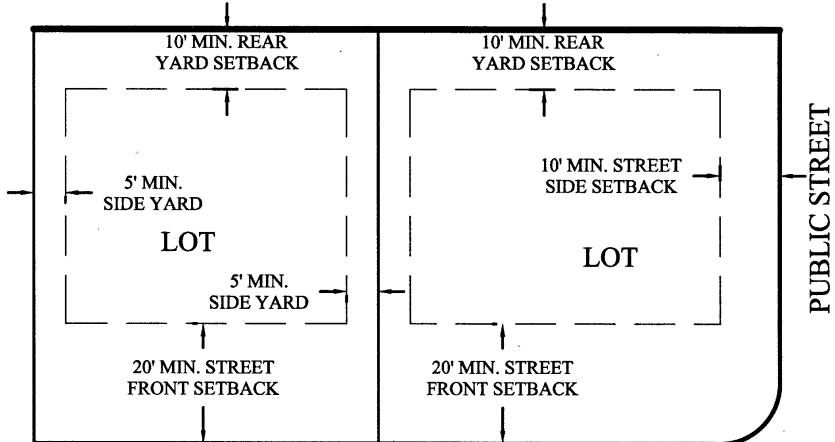 10' MIN. REAR
YARD SETBACK
10' MIN. REAR
YARD SETBACK
5' MIN.
SIDE YARD
10' MIN. STREET
SIDE SETBACK
LOT
LOT
5' MIN.
SIDE YARD
20' MIN. STREET
FRONT SETBACK
20' MIN. STREET
FRONT SETBACK
PUBLIC STREET